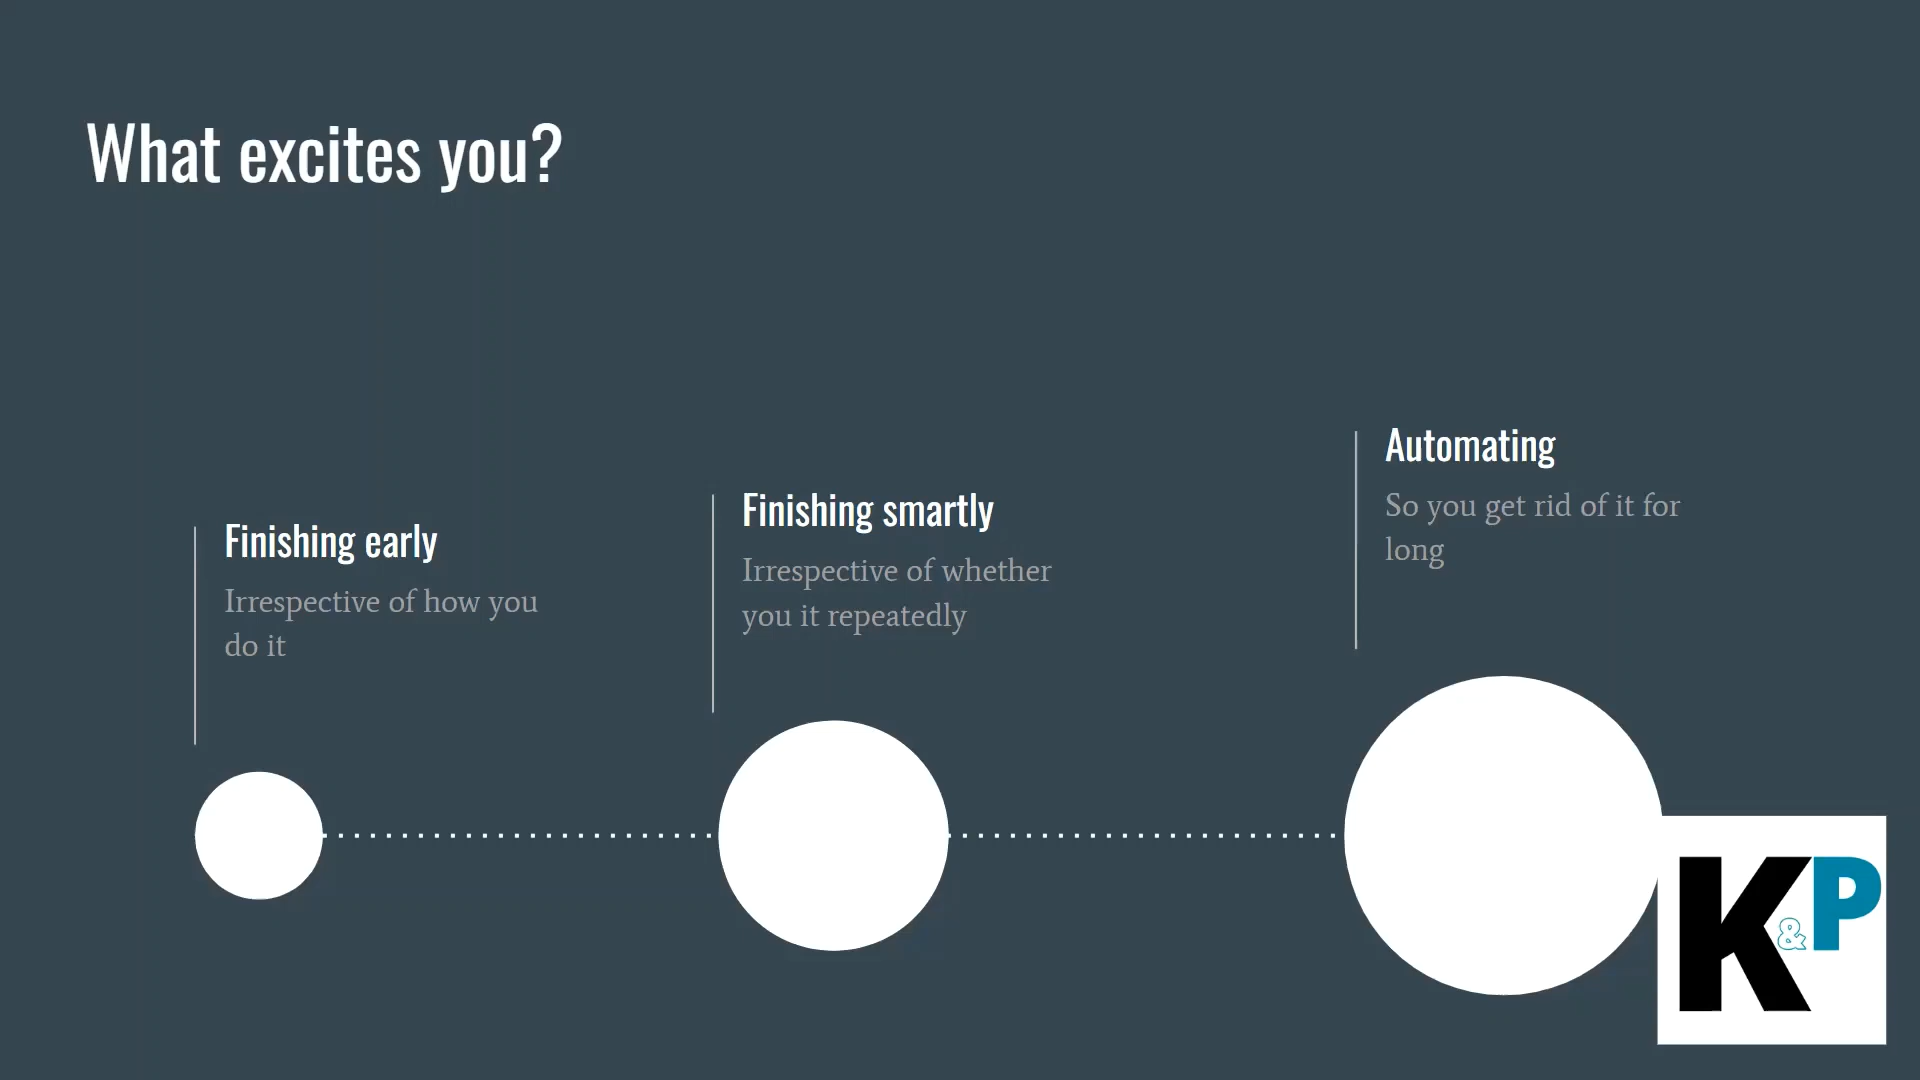 What excites you?
Finishing early
Irrespective of how you
do it
Finishing smartly
Irrespective of whether
you it repeatedly
Automating
So you get rid of it for
long
K&P